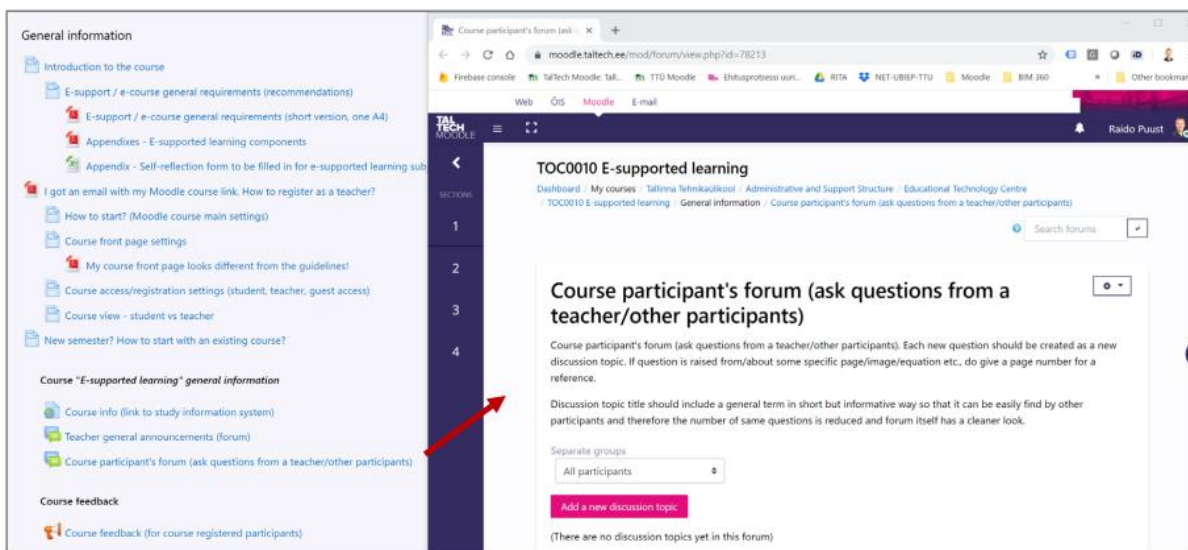 General information
Introduction to the course
E-support / e-course general requirements (recommendations)
E-support / e-course general requirements (short version, one A4)
Appendixes - E-supported learning components
Appendix - Self-reflection form to be filled in for e-supported learning sub
I got an email with my Moodle course link. How to register as a teacher?
How to start? (Moodle course main settings)
Course front page settings
My course front page looks different from the guidelines!
Course access/registration settings (student, teacher, guest access)
Course view - student vs teacher
New semester? How to start with an existing course?
Course "E-supported learning" general information
Course info (link to study information system)
Teacher general announcements (forum)
Course participant's forum (ask questions from a teacher/other participants)
Course feedback
Course feedback (for course registered participants)
Course participant's forum (ask
moodle.taltech.ee/mod/forum/view.php?id=78213
Firebase console TalTech Moodle: Tall... TTÜ Moodle Ehitusprotsessi uuri... RITA NET-UBIEP-TTU Moodle BIM 360 » Other bookmar
Web ÕIS Moodle E-mail
TAL
TECH
MOODLE
Raido Puust
SECTIONS
1
2
3
4
TOC0010 E-supported learning
Dashboard / My courses / Tallinna Tehnikaülikool / Administrative and Support Structure / Educational Technology Centre
/ TOC0010 E-supported learning / General information / Course participant's forum (ask questions from a teacher/other participants)
Search forums
Course participant's forum (ask questions from a
teacher/other participants)
Course participant's forum (ask questions from a teacher/other participants). Each new question should be created as a new
discussion topic. If question is raised from/about some specific page/image/equation etc., do give a page number for a
reference.
Discussion topic title should include a general term in short but informative way so that it can be easily find by other
participants and therefore the number of same questions is reduced and forum itself has a cleaner look.
Separate groups
All participants
Add a new discussion topic
(There are no discussion topics yet in this forum)